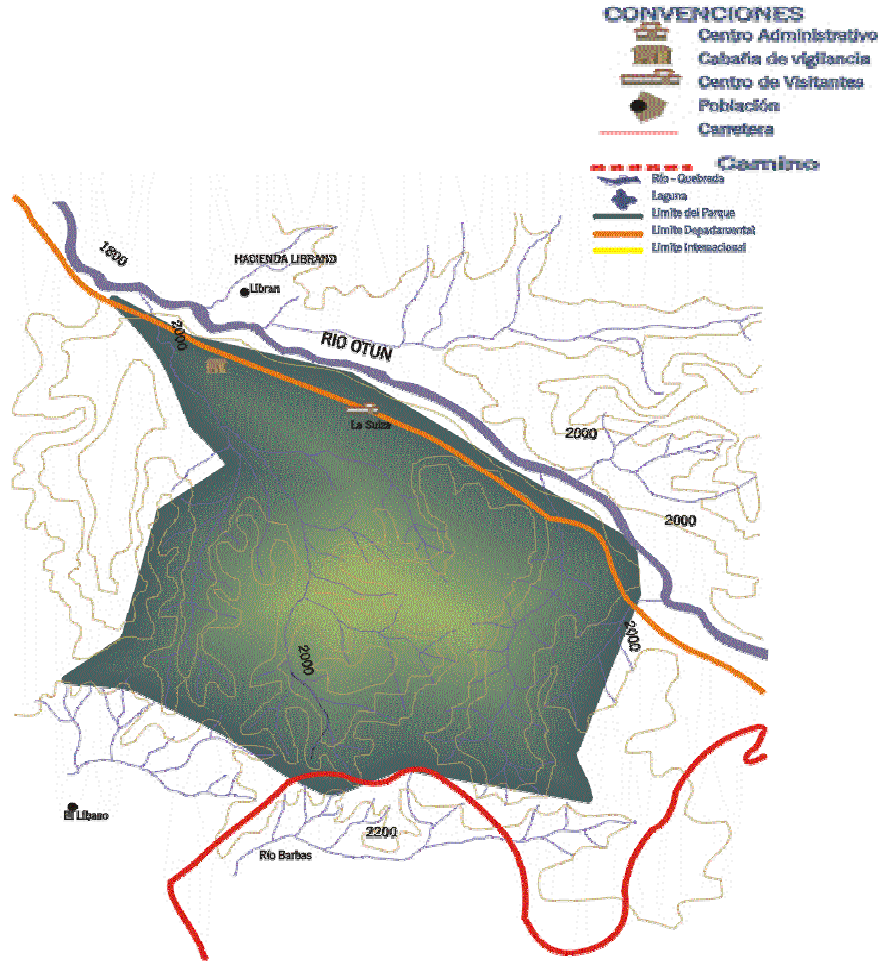 CONVENCIONES
Centro Administrativo
Cabaña de vigilancia
Centro de Visitantes
Población
Carretera
Camino
Río - Quebrada
Laguna
Limite del Parque
Limite Departamental
Limite Internacional
1800
HACIENDA LIBRANO
Libran
2000
RIO OTUN
La Suiza
2000
2000
2000
2000
El Líbano
2200
Río Barbas